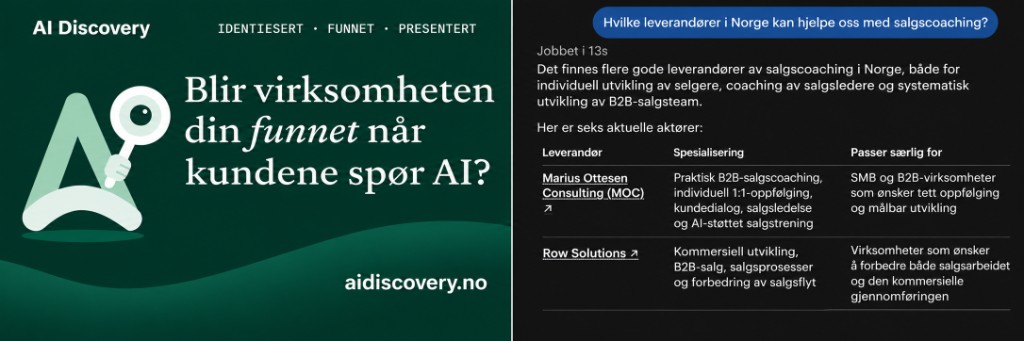 AI Discovery
IDENTIESERT · FUNNET · PRESENTERT
Blir virksomheten
din funnet når
kundene spør AI?
aidiscovery.no
Hvilke leverandører i Norge kan hjelpe oss med salgscoaching?
Jobbet i 13s
Det finnes flere gode leverandører av salgscoaching i Norge, både for
individuell utvikling av selgere, coaching av salgsledere og systematisk
utvikling av B2B-salgsteam.
Her er seks aktuelle aktører:
Leverandør Spesialisering Passer særlig for
Marius Ottesen
Consulting (MOC)
↗
Praktisk B2B-salgscoaching,
individuell 1:1-oppfølging,
kundedialog, salgsledelse
og AI-støttet salgstrening
SMB og B2B-virksomheter
som ønsker tett oppfølging
og målbar utvikling
Row Solutions ↗
Kommersiell utvikling,
B2B-salg, salgsprosesser
og forbedring av salgsflyt
Virksomheter som ønsker
å forbedre både salgsarbeidet
og den kommersielle
gjennomføringen